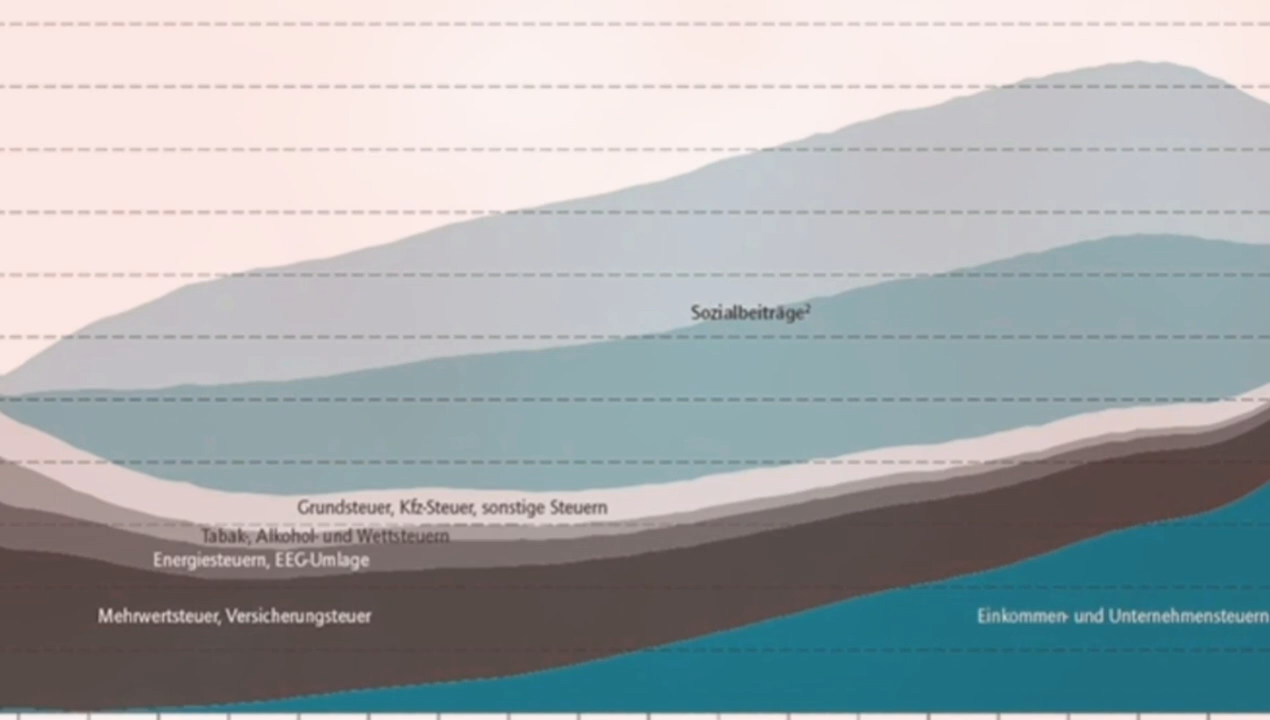 Sozialbeiträge²
Grundsteuer, Kfz-Steuer, sonstige Steuern
Tabak-, Alkohol- und Wettsteuern
Energiesteuern, EEG-Umlage
Mehrwertsteuer, Versicherungsteuer
Einkommen- und Unternehmensteuern